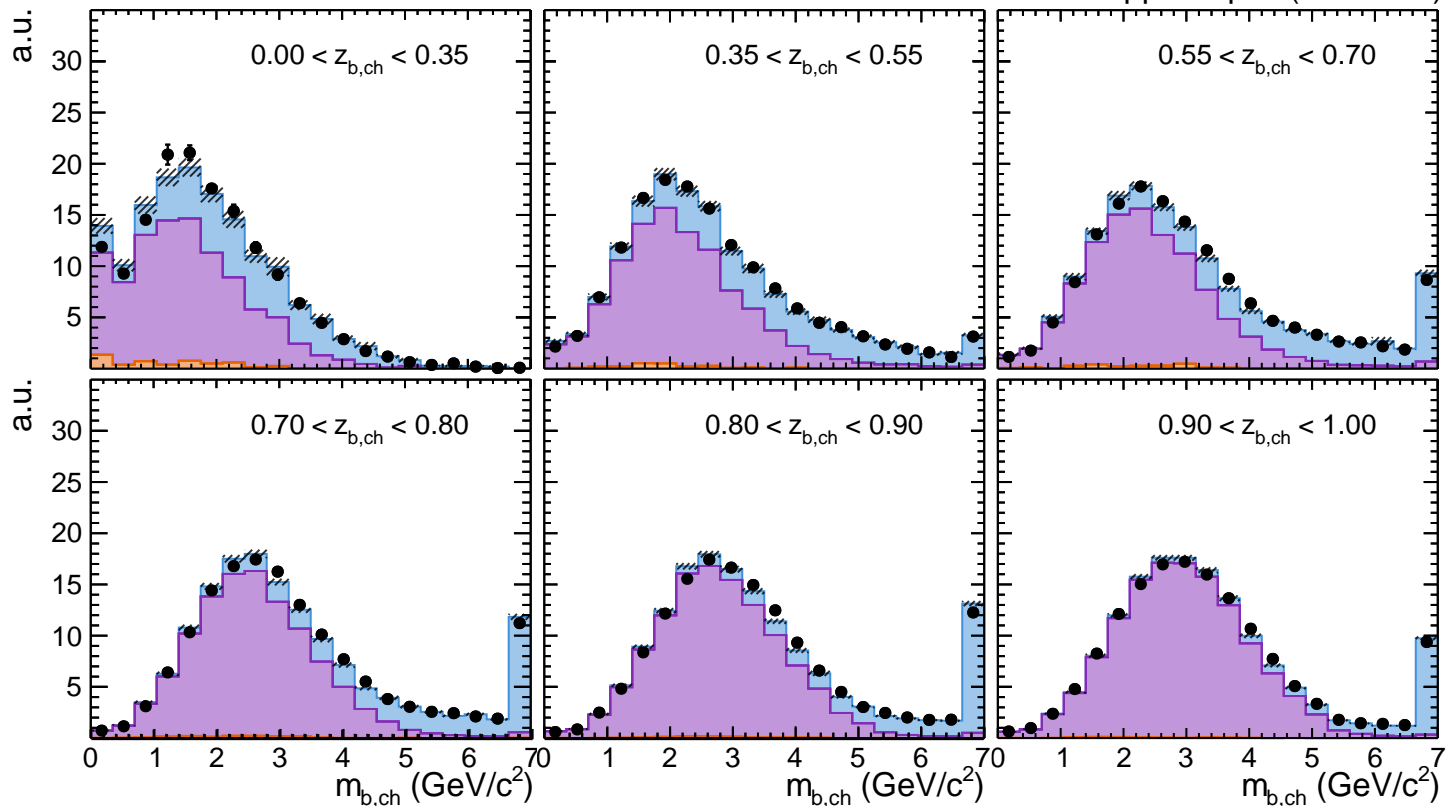 a.u.
30
25
20
15
10
5
0.00 < z_b,ch < 0.35
0.35 < z_b,ch < 0.55
0.55 < z_b,ch < 0.70
a.u.
30
25
20
15
10
5
0.70 < z_b,ch < 0.80
0.80 < z_b,ch < 0.90
0.90 < z_b,ch < 1.00
0 1 2 3 4 5 6 7 0 1 2 3 4 5 6 7 0 1 2 3 4 5 6 7
m_b,ch (GeV/c²) m_b,ch (GeV/c²) m_b,ch (GeV/c²)